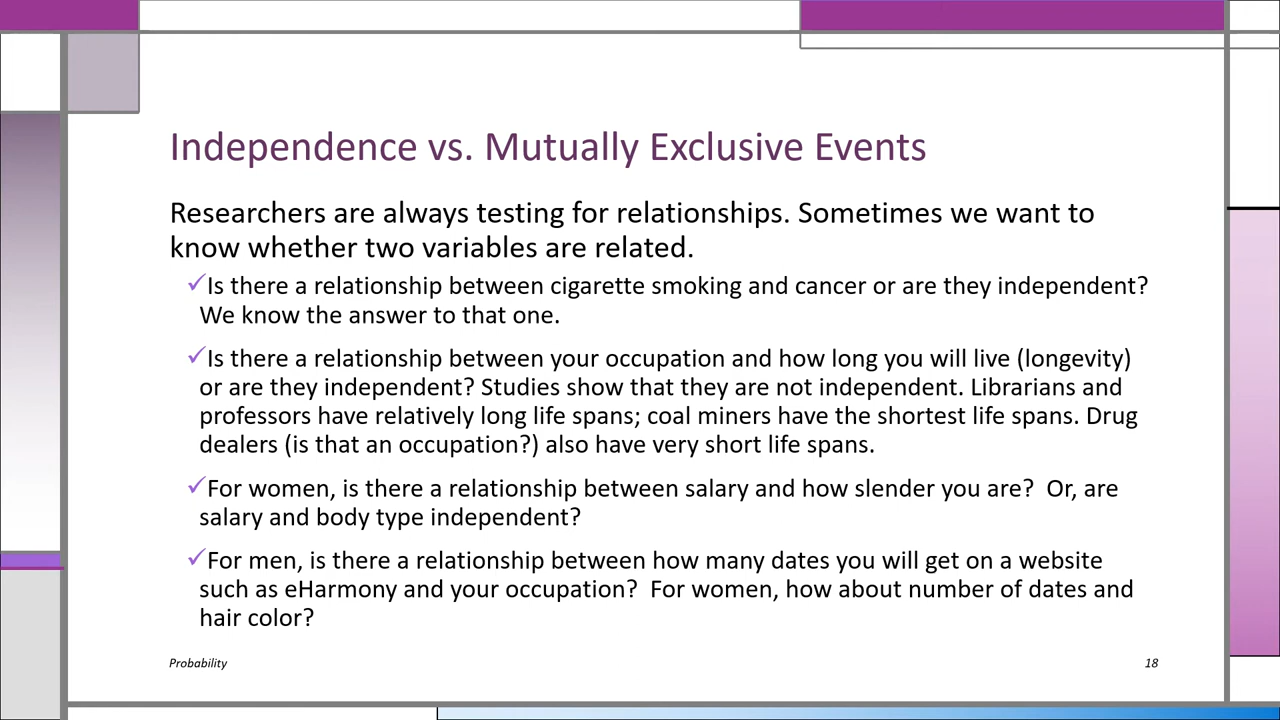 Independence vs. Mutually Exclusive Events
Researchers are always testing for relationships. Sometimes we want to
know whether two variables are related.
✓Is there a relationship between cigarette smoking and cancer or are they independent?
We know the answer to that one.
✓Is there a relationship between your occupation and how long you will live (longevity)
or are they independent? Studies show that they are not independent. Librarians and
professors have relatively long life spans; coal miners have the shortest life spans. Drug
dealers (is that an occupation?) also have very short life spans.
✓For women, is there a relationship between salary and how slender you are?  Or, are
salary and body type independent?
✓For men, is there a relationship between how many dates you will get on a website
such as eHarmony and your occupation?  For women, how about number of dates and
hair color?
Probability
18